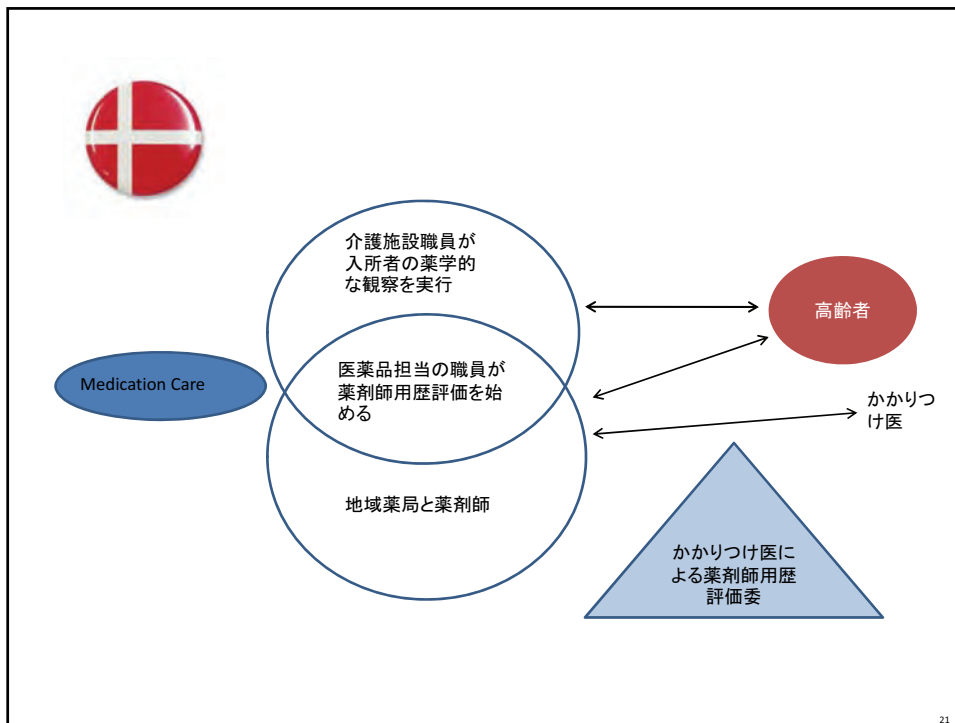 介護施設職員が
入所者の薬学的
な観察を実行
高齢者
医薬品担当の職員が
薬剤師用歴評価を始
める
Medication Care
かかりつ
け医
地域薬局と薬剤師
かかりつけ医に
よる薬剤師用歴
評価委
21